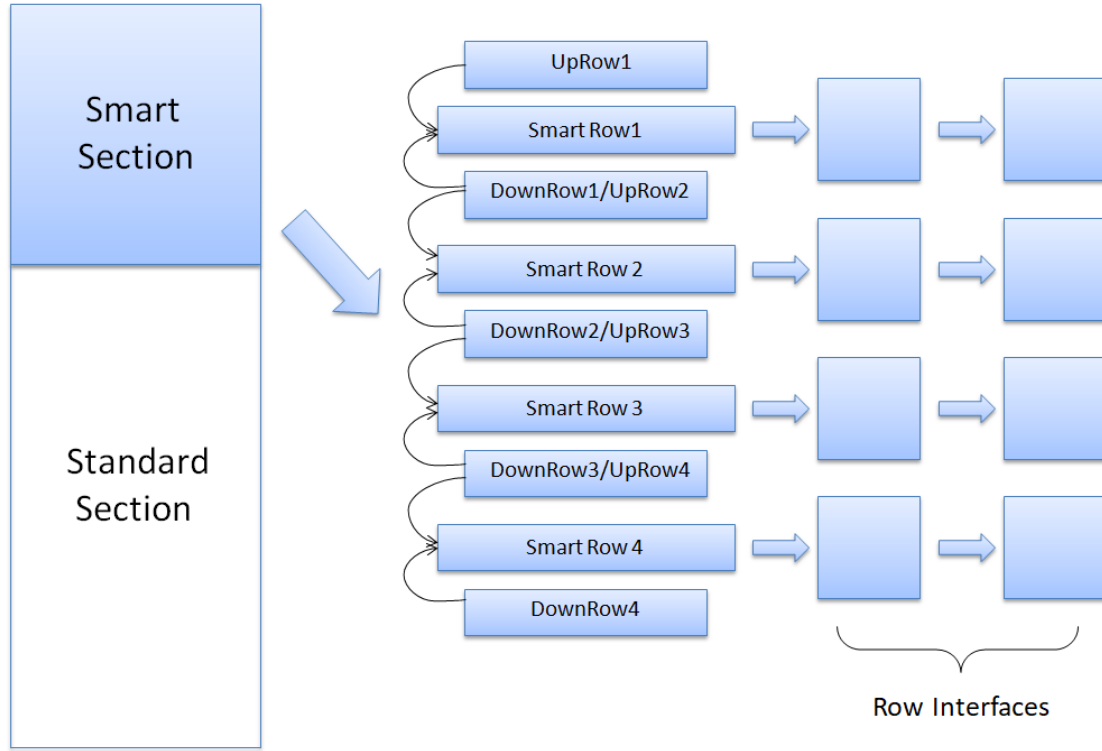 Smart
Section
Standard
Section
UpRow1
Smart Row1
DownRow1/UpRow2
Smart Row 2
DownRow2/UpRow3
Smart Row 3
DownRow3/UpRow4
Smart Row 4
DownRow4
Row Interfaces